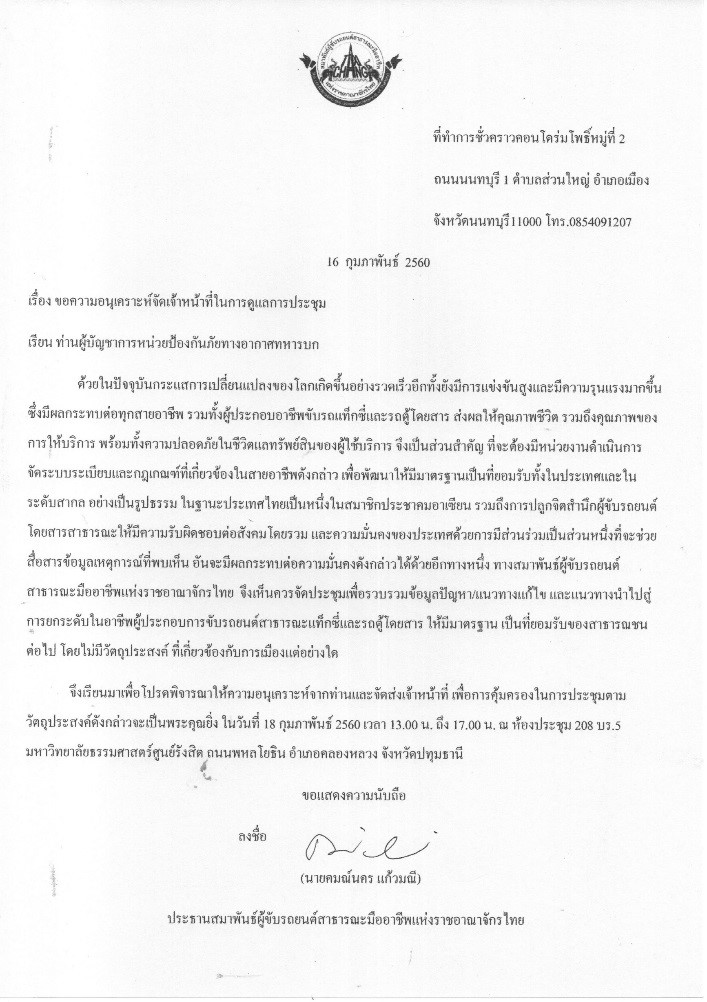 CHANG
ที่ทำการชั่วคราวคอนโดร่มโพธิ์หมู่ที่ 2
ถนนนนทบุรี 1 ตำบลส่วนใหญ่ อำเภอเมือง
จังหวัดนนทบุรี11000 โทร.0854091207
16 กุมภาพันธ์ 2560
เรื่อง ขอความอนุเคราะห์จัดเจ้าหน้าที่ในการดูแลการประชุม
เรียน ท่านผู้บัญชาการหน่วยป้องกันภัยทางอากาศทหารบก
ด้วยในปัจจุบันกระแสการเปลี่ยนแปลงของโลกเกิดขึ้นอย่างรวดเร็วอีกทั้งยังมีการแข่งขันสูงและมีความรุนแรงมากขึ้น
ซึ่งมีผลกระทบต่อทุกสายอาชีพ รวมทั้งผู้ประกอบอาชีพขับรถแท็กซี่และรถตู้โดยสาร ส่งผลให้คุณภาพชีวิต รวมถึงคุณภาพของ
การให้บริการ พร้อมทั้งความปลอดภัยในชีวิตแลทรัพย์สินของผู้ใช้บริการ จึงเป็นส่วนสำคัญ ที่จะต้องมีหน่วยงานดำเนินการ
จัดระบบระเบียบและกฎเกณฑ์ที่เกี่ยวข้องในสายอาชีพดังกล่าว เพื่อพัฒนาให้มีมาตรฐานเป็นที่ยอมรับทั้งในประเทศและใน
ระดับสากล อย่างเป็นรูปธรรม ในฐานะประเทศไทยเป็นหนึ่งในสมาชิกประชาคมอาเซียน รวมถึงการปลูกจิตสำนึกผู้ขับรถยนต์
โดยสารสาธารณะให้มีความรับผิดชอบต่อสังคมโดยรวม และความมั่นคงของประเทศด้วยการมีส่วนร่วมเป็นส่วนหนึ่งที่จะช่วย
สื่อสารข้อมูลเหตุการณ์ที่พบเห็น อันจะมีผลกระทบต่อความมั่นคงดังกล่าวได้ด้วยอีกทางหนึ่ง ทางสมาพันธ์ผู้ขับรถยนต์
สาธารณะมืออาชีพแห่งราชอาณาจักรไทย จึงเห็นควรจัดประชุมเพื่อรวบรวมข้อมูลปัญหา/แนวทางแก้ไข และแนวทางนำไปสู่
การยกระดับในอาชีพผู้ประกอบการขับรถยนต์สาธารณะแท็กซี่และรถตู้โดยสาร ให้มีมาตรฐาน เป็นที่ยอมรับของสาธารณชน
ต่อไป โดยไม่มีวัตถุประสงค์ ที่เกี่ยวข้องกับการเมืองแต่อย่างใด
จึงเรียนมาเพื่อโปรดพิจารณาให้ความอนุเคราะห์จากท่านและจัดส่งเจ้าหน้าที่ เพื่อการคุ้มครองในการประชุมตาม
วัตถุประสงค์ดังกล่าวจะเป็นพระคุณยิ่ง ในวันที่ 18 กุมภาพันธ์ 2560 เวลา 13.00 น. ถึง 17.00 น. ณ ห้องประชุม 208 บร.5
มหาวิทยาลัยธรรมศาสตร์ศูนย์รังสิต ถนนพหลโยธิน อำเภอคลองหลวง จังหวัดปทุมธานี
ขอแสดงความนับถือ
ลงชื่อ
(นายคมณ์นคร แก้วมณี)
ประธานสมาพันธ์ผู้ขับรถยนต์สาธารณะมืออาชีพแห่งราชอาณาจักรไทย